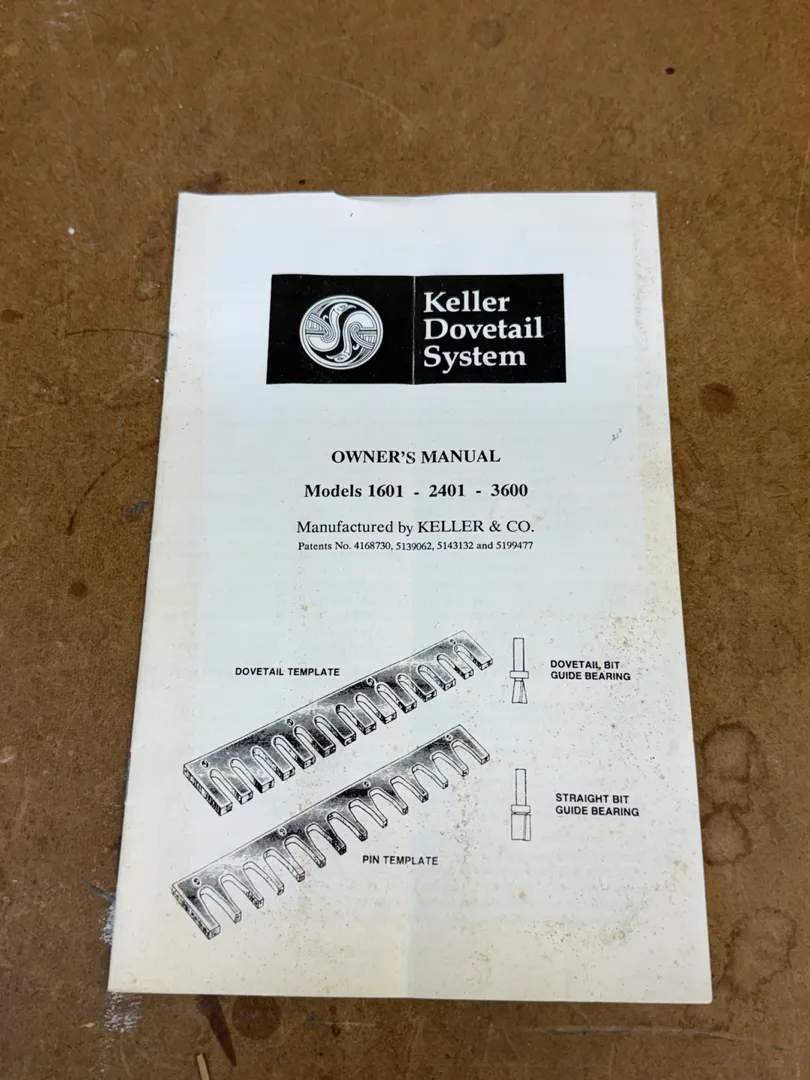 Keller
Dovetail
System
OWNER'S MANUAL
Models 1601 - 2401 - 3600
Manufactured by KELLER & CO.
Patents No. 4168730, 5139062, 5143132 and 5199477
DOVETAIL TEMPLATE
DOVETAIL BIT
GUIDE BEARING
STRAIGHT BIT
GUIDE BEARING
PIN TEMPLATE